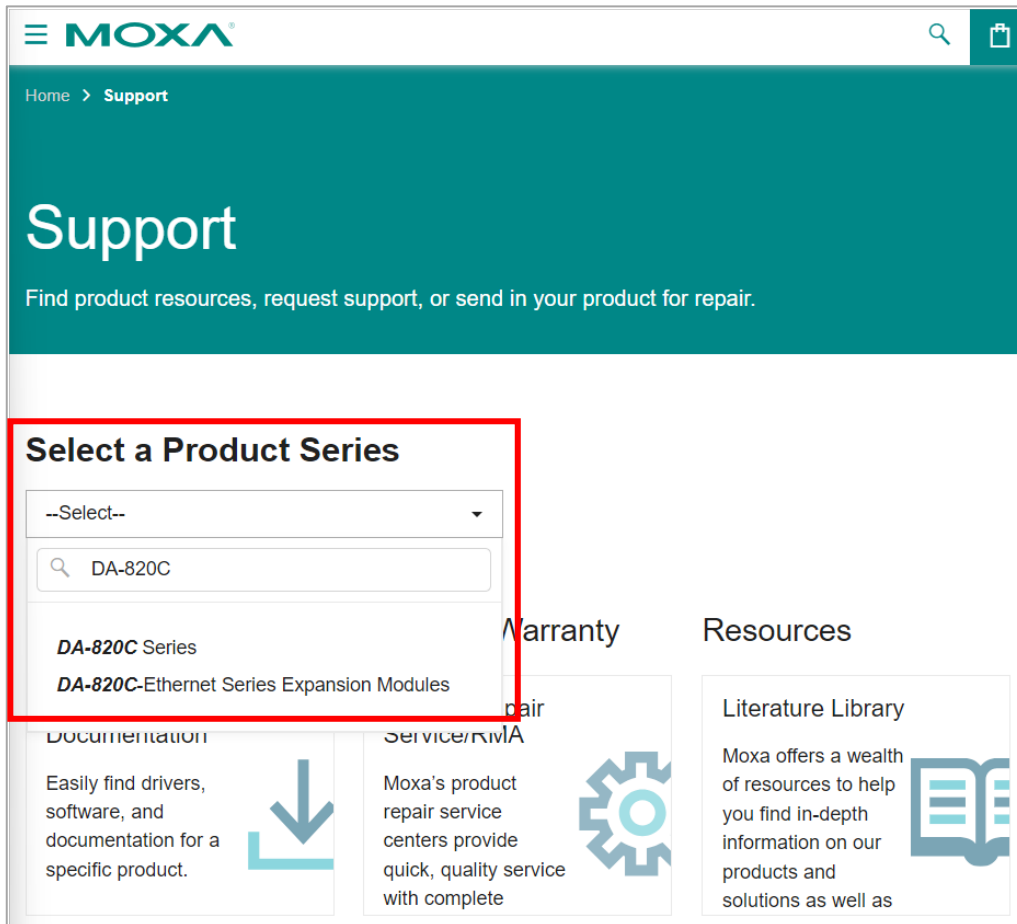 MOXA®
Home > Support
Support
Find product resources, request support, or send in your product for repair.
Select a Product Series
--Select--
DA-820C
DA-820C Series
DA-820C-Ethernet Series Expansion Modules
Warranty
Resources
Documentation
Easily find drivers,
software, and
documentation for a
specific product.
pair
Service/RMA
Moxa's product
repair service
centers provide
quick, quality service
with complete
Literature Library
Moxa offers a wealth
of resources to help
you find in-depth
information on our
products and
solutions as well as